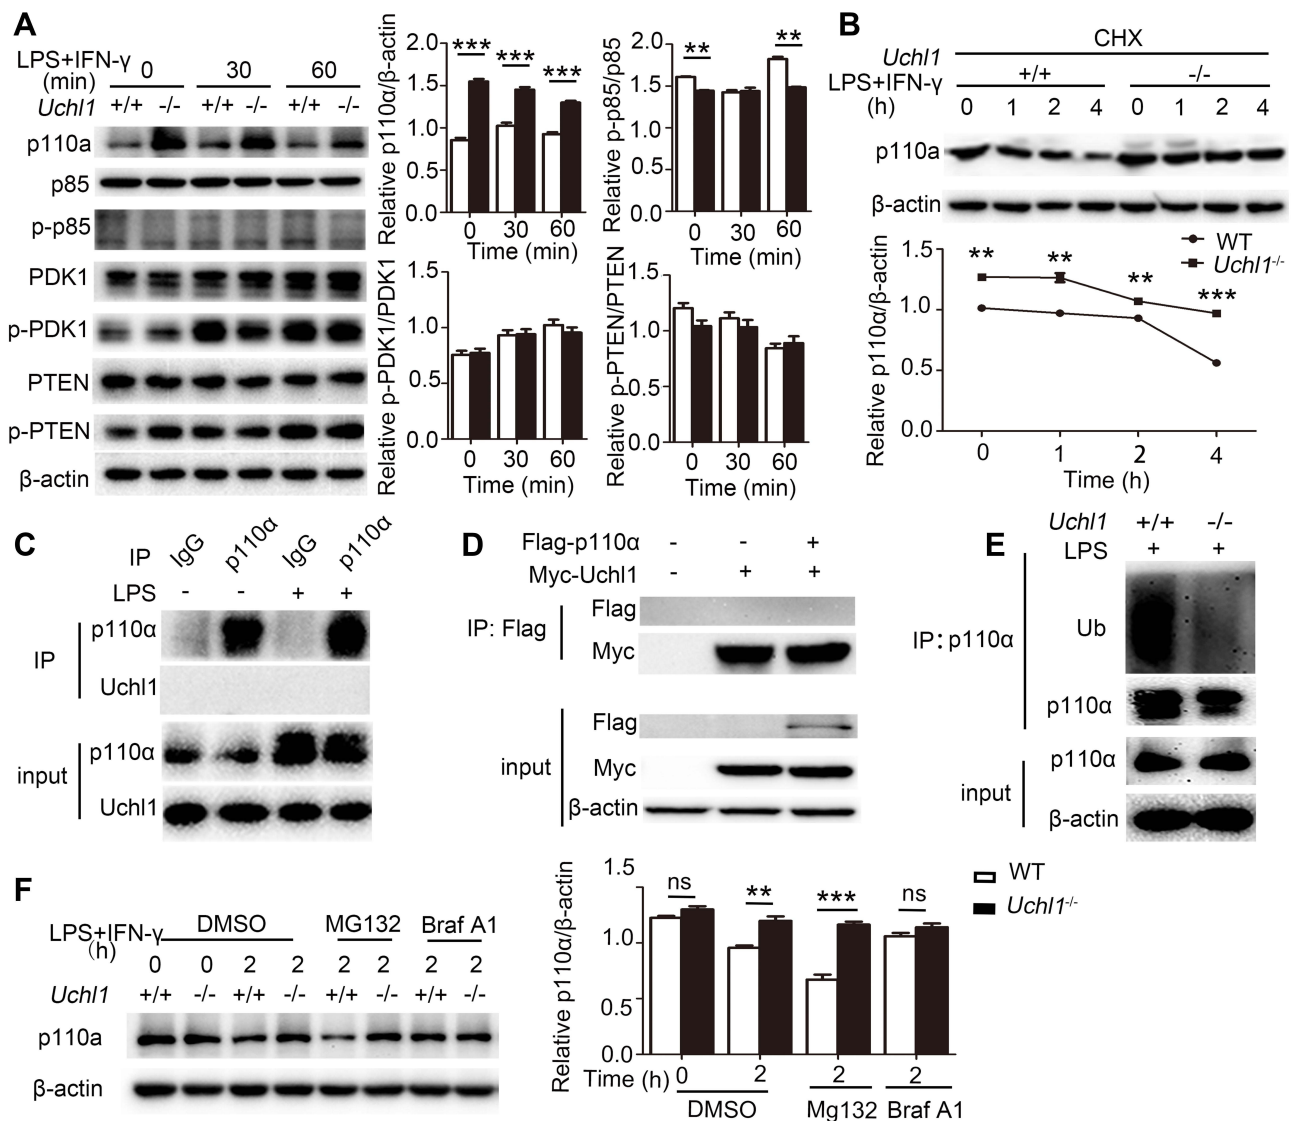 A
LPS+IFN-γ
(min)
0 30 60
Uchl1 +/+ -/- +/+ -/- +/+ -/-
p110a
p85
p-p85
PDK1
p-PDK1
PTEN
p-PTEN
β-actin
Relative p110α/β-actin
2.0
1.5
1.0
0.5
0.0
*** *** ***
0 30 60
Time (min)
Relative p-p85/p85
2.0
1.5
1.0
0.5
0.0
** **
0 30 60
Time (min)
Relative p-PDK1/PDK1
1.5
1.0
0.5
0.0
0 30 60
Time (min)
Relative p-PTEN/PTEN
1.5
1.0
0.5
0.0
0 30 60
Time (min)
B
CHX
Uchl1 +/+ -/-
LPS+IFN-γ
(h) 0 1 2 4 0 1 2 4
p110a
β-actin
Relative p110α/β-actin
1.5
1.0
0.5
0.0
** ** ** ***
WT
Uchl1-/-
0 1 2 4
Time (h)
C
IP IgG p110α IgG p110α
LPS - - + +
IP
p110α
Uchl1
input
p110α
Uchl1
D
Flag-p110α - - +
Myc-Uchl1 - + +
IP: Flag
Flag
Myc
input
Flag
Myc
β-actin
E
Uchl1 +/+ -/-
LPS + +
IP: p110α
Ub
p110α
input
p110α
β-actin
F
LPS+IFN-γ DMSO MG132 Braf A1
(h)
0 0 2 2 2 2 2 2
Uchl1 +/+ -/- +/+ -/- +/+ -/- +/+ -/-
p110a
β-actin
Relative p110α/β-actin
1.5
1.0
0.5
0.0
ns ** *** ns
WT
Uchl1-/-
Time (h) 0 2 2 2
DMSO Mg132 Braf A1